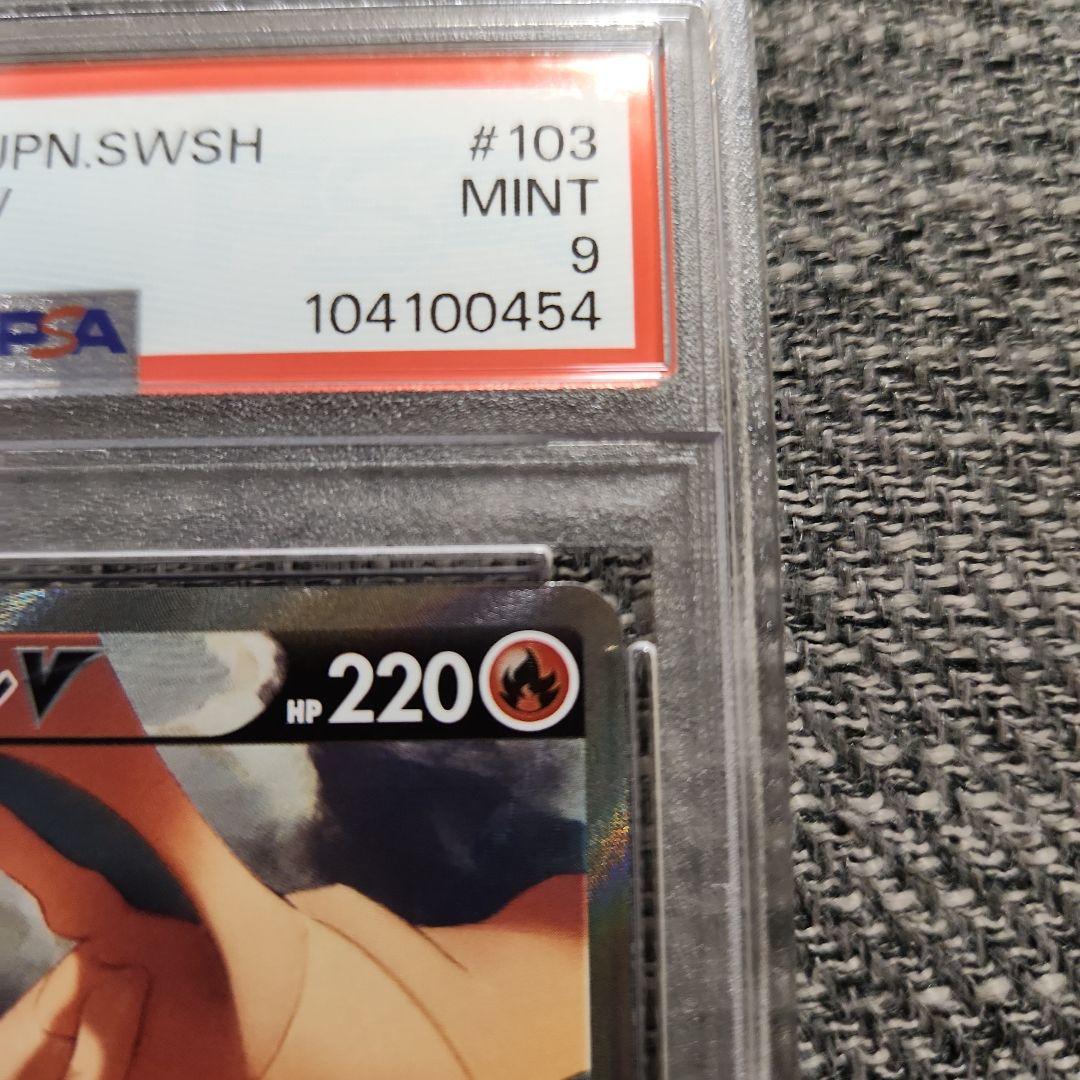 JPN.SWSH #103
V MINT
9
PSA 104100454
V HP 220